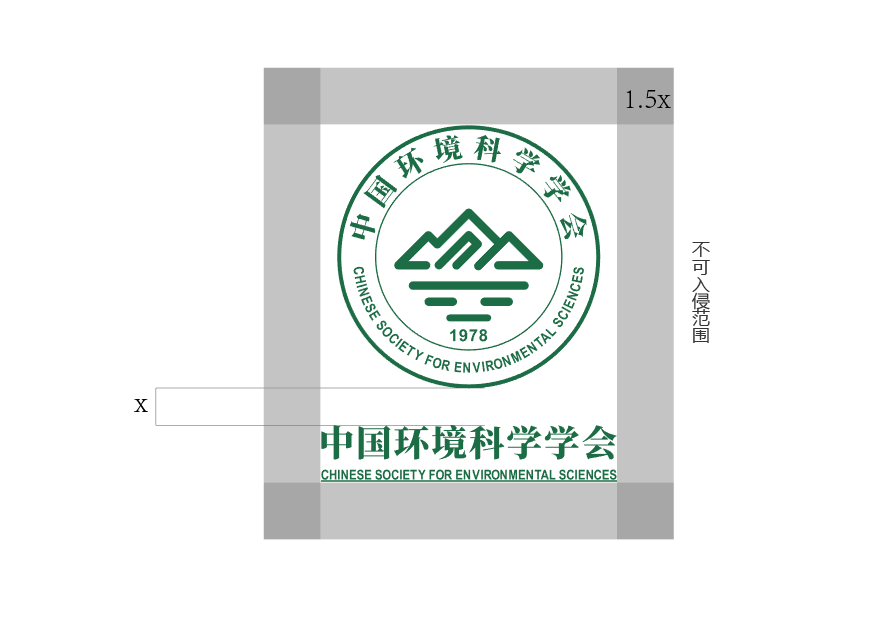 1.5x
中国环境科学学会
CHINESE SOCIETY FOR ENVIRONMENTAL SCIENCES
1978
不可入侵范围
x
中国环境科学学会
CHINESE SOCIETY FOR ENVIRONMENTAL SCIENCES